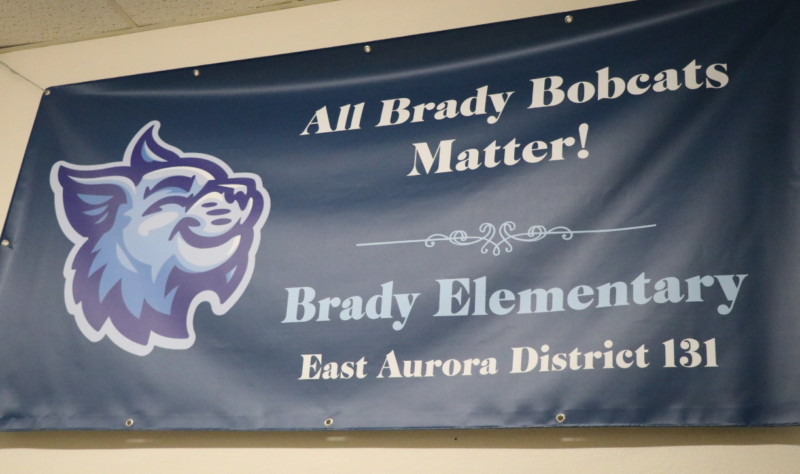 All Brady Bobcats
Matter!
Brady Elementary
East Aurora District 131